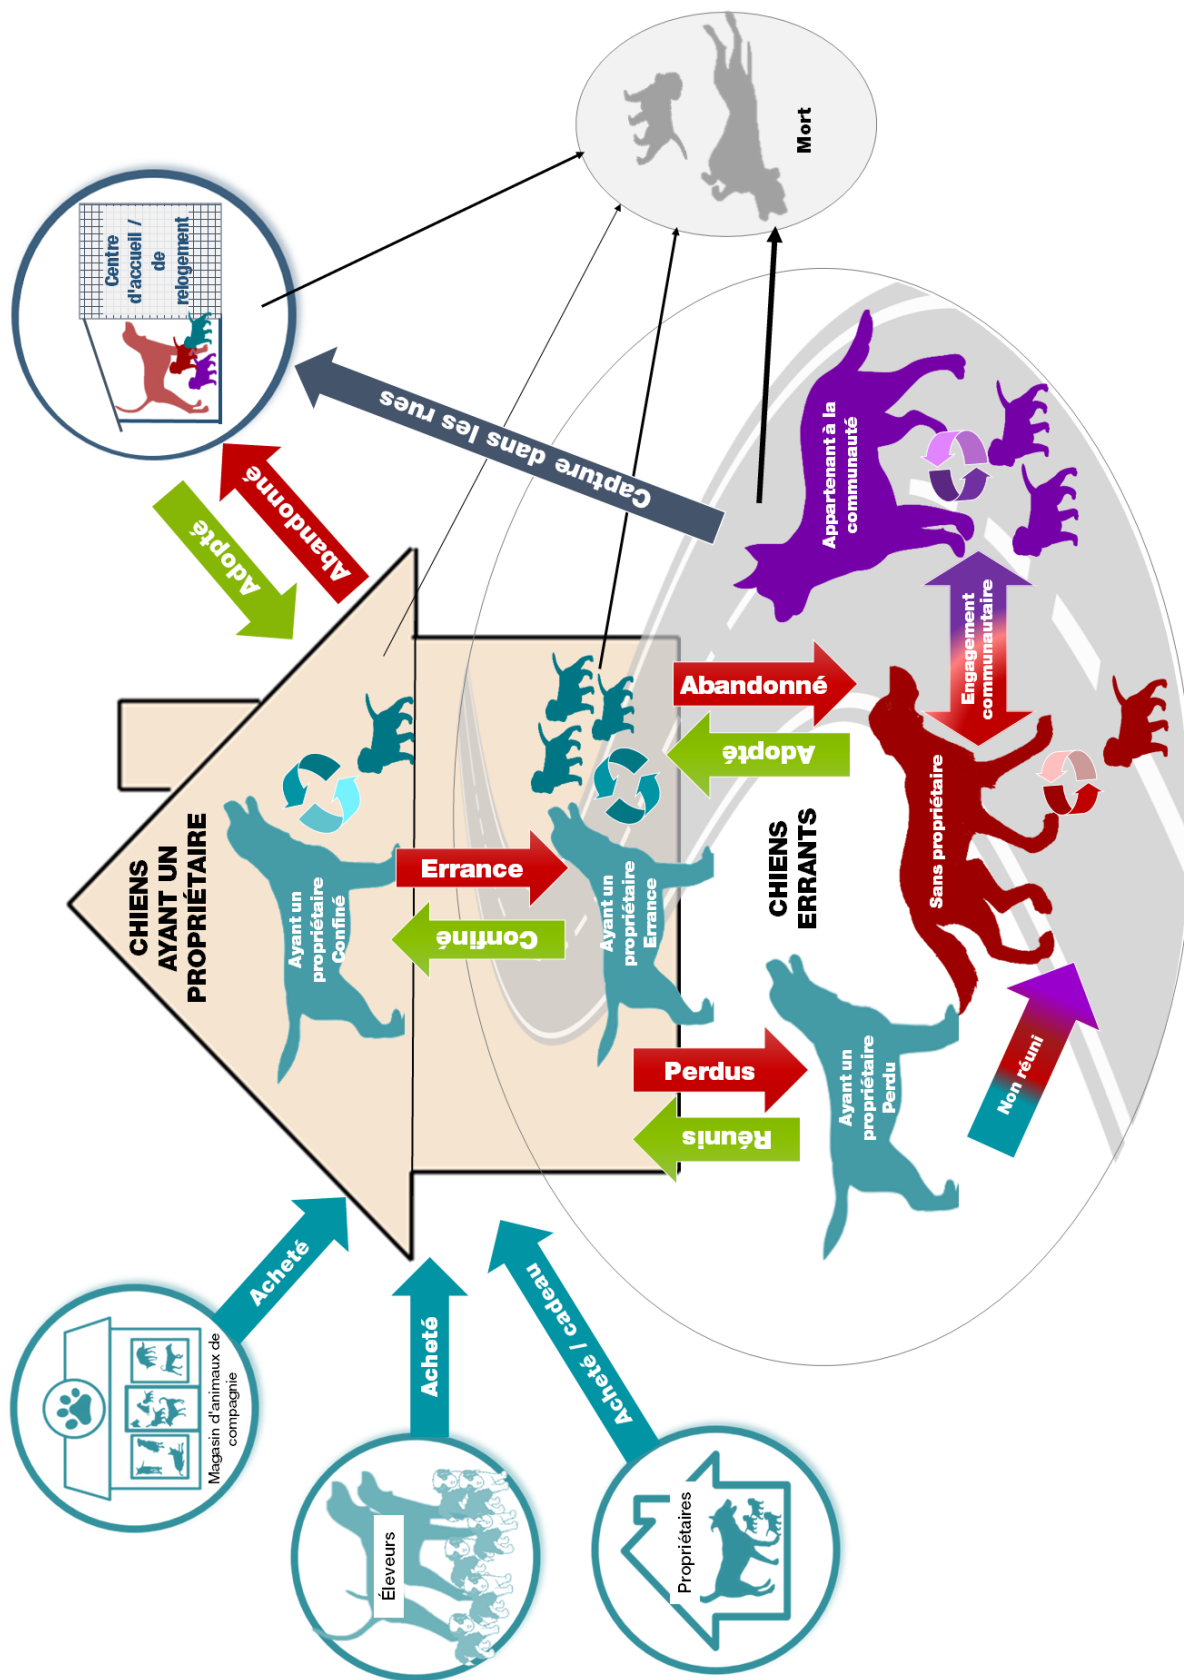 Magasin d'animaux de
compagnie
Acheté
Éleveurs
Acheté
Propriétaires
Acheté / cadeau
CHIENS
AYANT UN
PROPRIÉTAIRE
Ayant un
propriétaire
Confiné
Errance
Confiné
Ayant un
propriétaire
Errance
Perdus
Réunis
Abandonné
Adopté
Adopté
Abandonné
Centre
d'accueil /
de
relogement
Capture dans les rues
Mort
CHIENS
ERRANTS
Ayant un
propriétaire
Perdu
Non réuni
Sans propriétaire
Engagement
communautaire
Appartenant à la
communauté